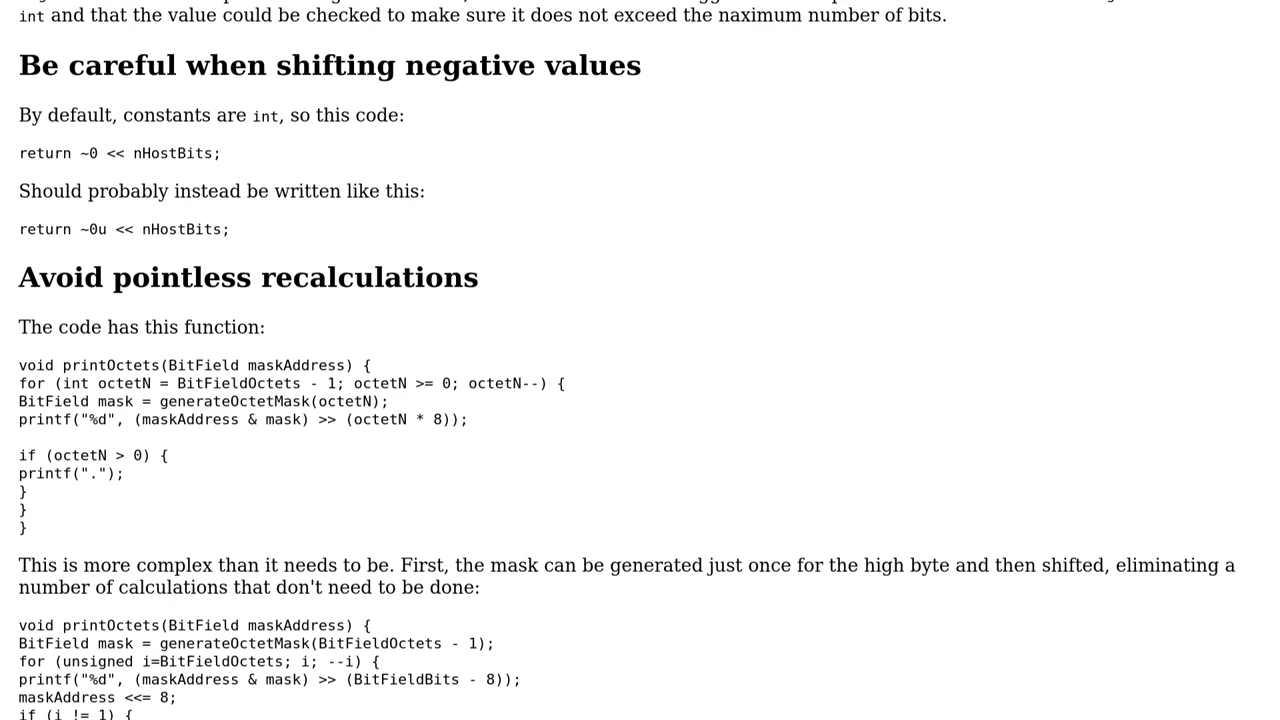 int and that the value could be checked to make sure it does not exceed the naximum number of bits.
Be careful when shifting negative values
By default, constants are int, so this code:
return ~0 << nHostBits;
Should probably instead be written like this:
return ~0u << nHostBits;
Avoid pointless recalculations
The code has this function:
void printOctets(BitField maskAddress) {
for (int octetN = BitFieldOctets - 1; octetN >= 0; octetN--) {
BitField mask = generateOctetMask(octetN);
printf("%d", (maskAddress & mask) >> (octetN * 8));
if (octetN > 0) {
printf(".");
}
}
}
This is more complex than it needs to be. First, the mask can be generated just once for the high byte and then shifted, eliminating a
number of calculations that don't need to be done:
void printOctets(BitField maskAddress) {
BitField mask = generateOctetMask(BitFieldOctets - 1);
for (unsigned i=BitFieldOctets; i; --i) {
printf("%d", (maskAddress & mask) >> (BitFieldBits - 8));
maskAddress <<= 8;
if (i != 1) {